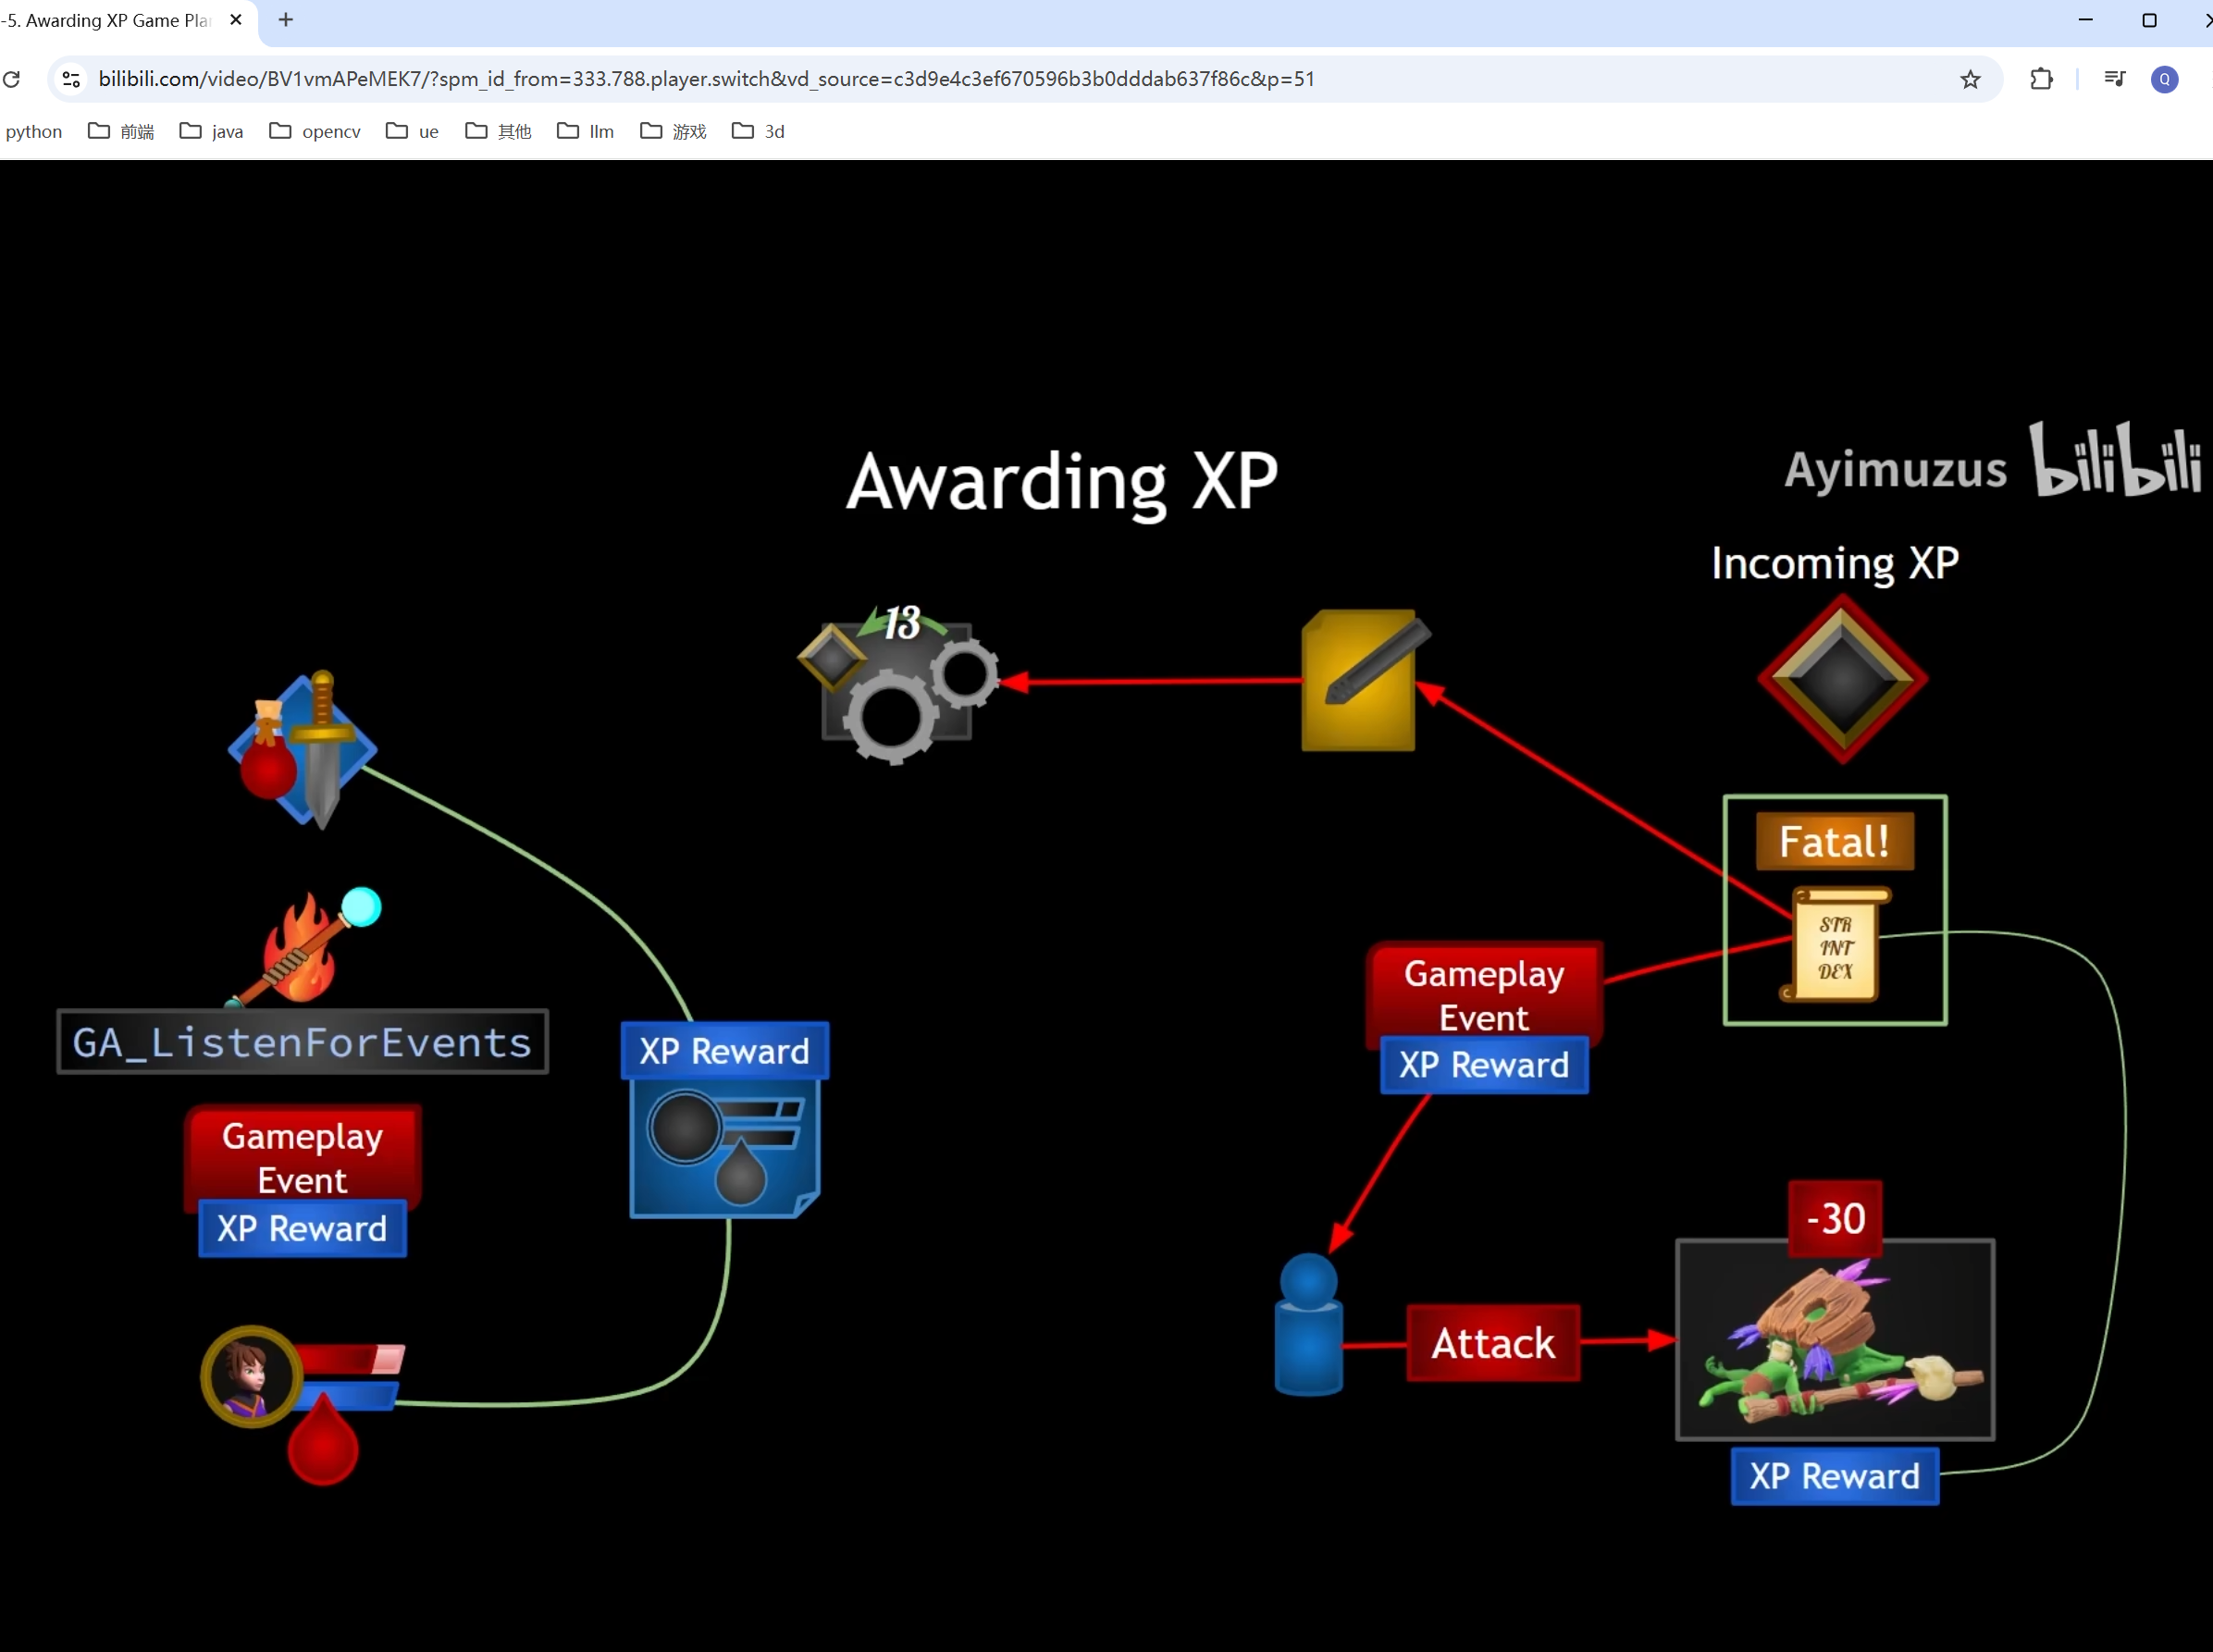 -5. Awarding XP Game Pla
bilibili.com/video/BV1vmAPeMEK7/?spm_id_from=333.788.player.switch&vd_source=c3d9e4c3ef670596b3b0dddab637f86c&p=51
Q
python 前端 java opencv ue 其他 llm 游戏 3d
Awarding XP
Ayimuzus bilibili
Incoming XP
13
Fatal!
STR
INT
DEX
Gameplay
Event
XP Reward
GA_ListenForEvents
XP Reward
Gameplay
Event
XP Reward
-30
Attack
XP Reward